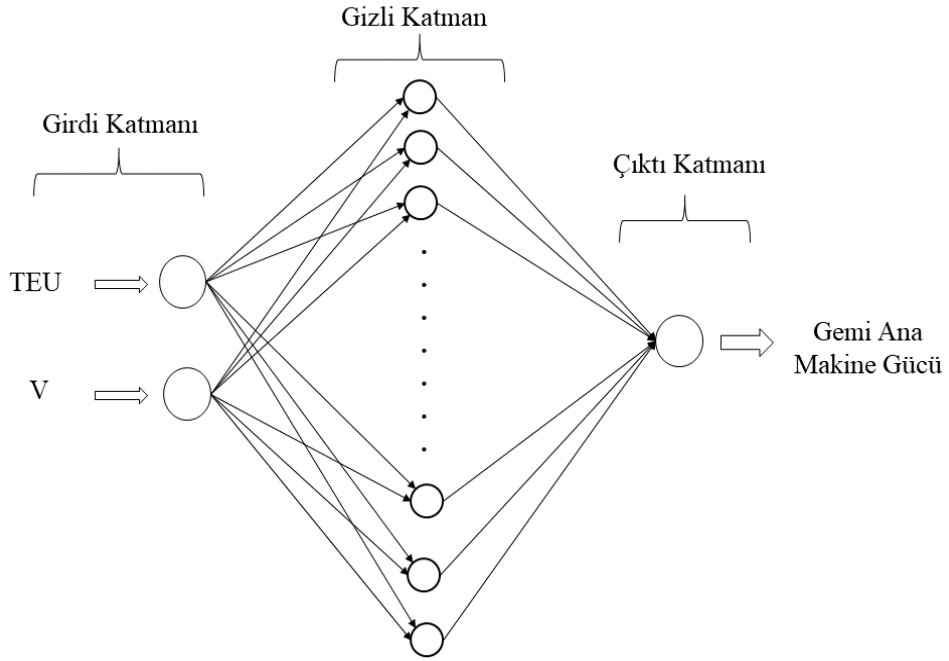 Gizli Katman
Girdi Katmanı
Çıktı Katmanı
TEU
V
Gemi Ana
Makine Gücü